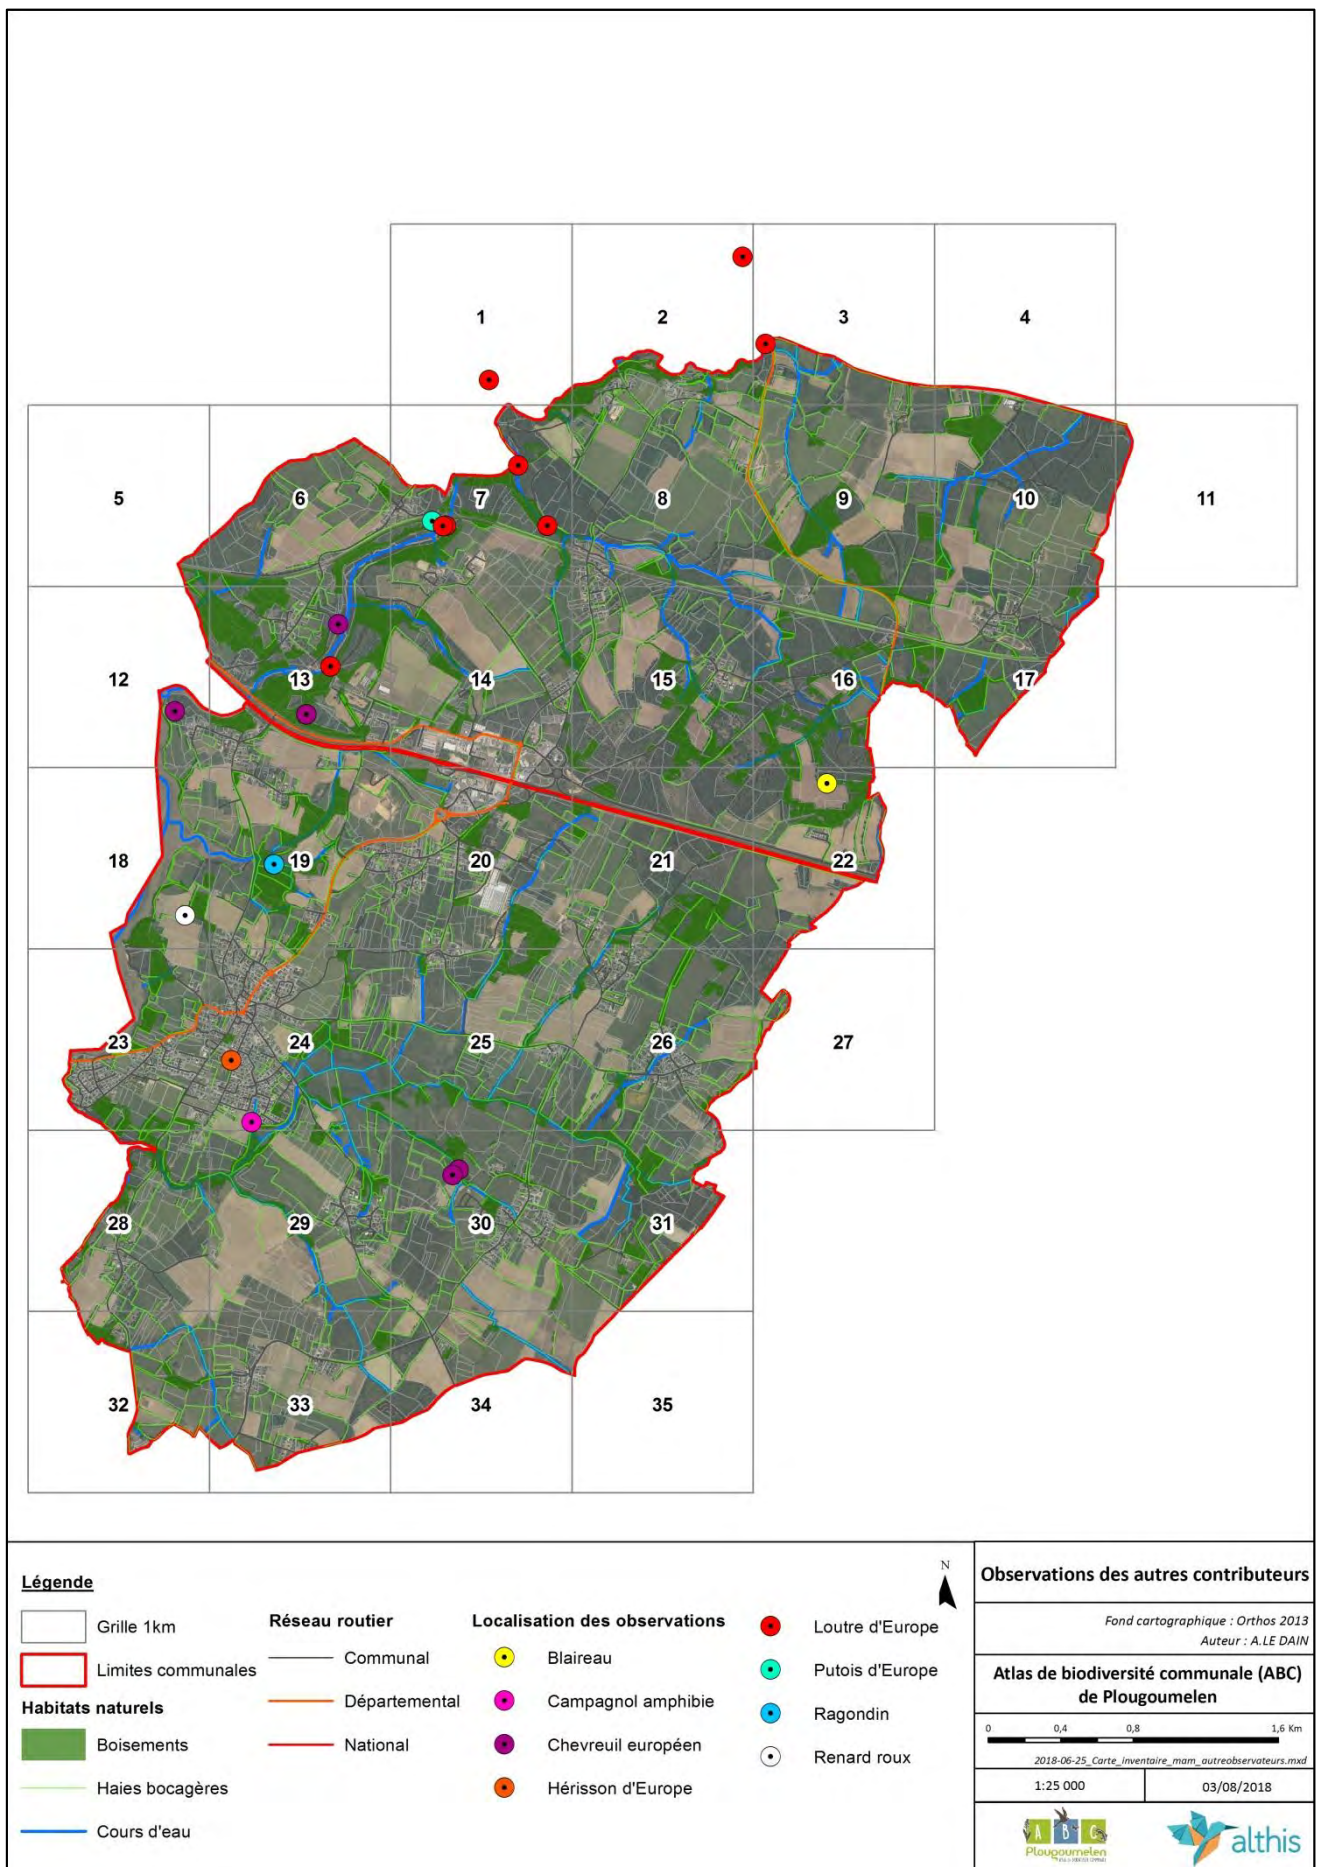 1
2
3
4
5
6
7
8
9
10
11
12
13
14
15
16
17
18
19
20
21
22
23
24
25
26
27
28
29
30
31
32
33
34
35
Légende
Grille 1km
Limites communales
Habitats naturels
Boisements
Haies bocagères
Cours d'eau
Réseau routier
Communal
Départemental
National
Localisation des observations
Blaireau
Campagnol amphibie
Chevreuil européen
Hérisson d'Europe
Loutre d'Europe
Putois d'Europe
Ragondin
Renard roux
N
Observations des autres contributeurs
Fond cartographique : Orthos 2013
Auteur : A.LE DAIN
Atlas de biodiversité communale (ABC)
de Plougoumelen
0 0,4 0,8 1,6 Km
2018-06-25_Carte_inventaire_mam_autreobservateurs.mxd
1:25 000
03/08/2018
A B C
Plougoumelen
althis